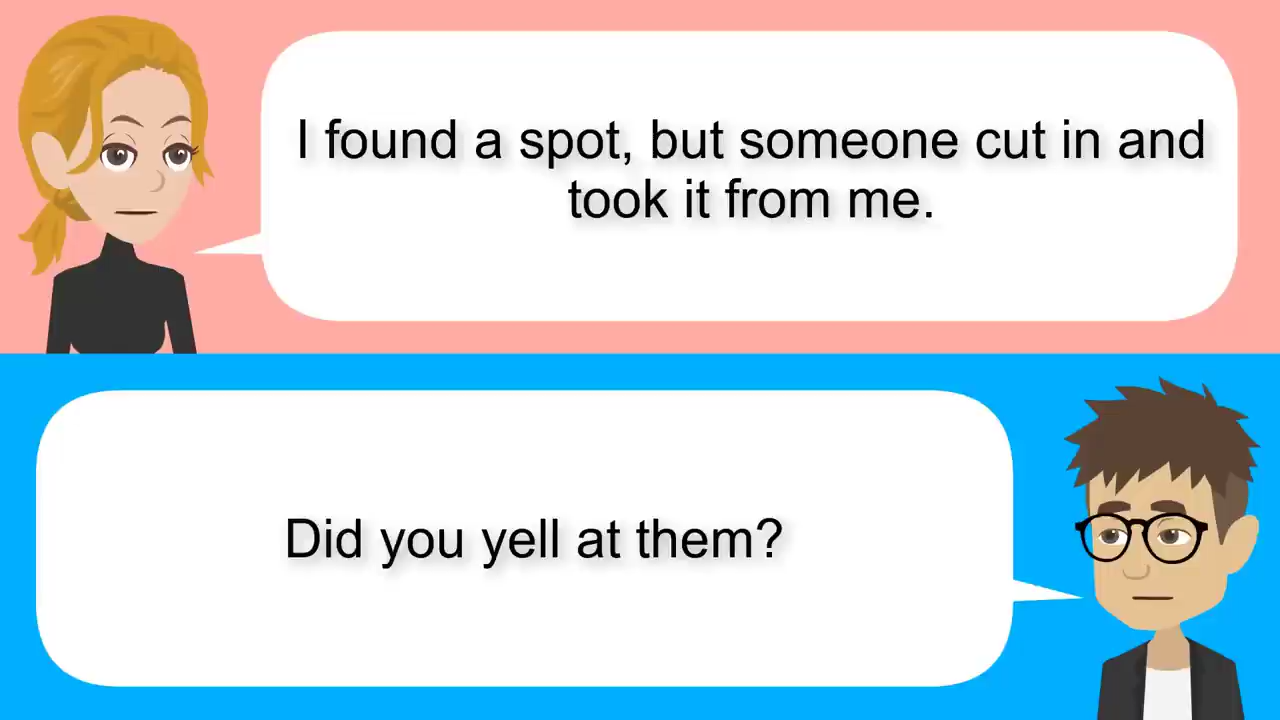 I found a spot, but someone cut in and
took it from me.
Did you yell at them?